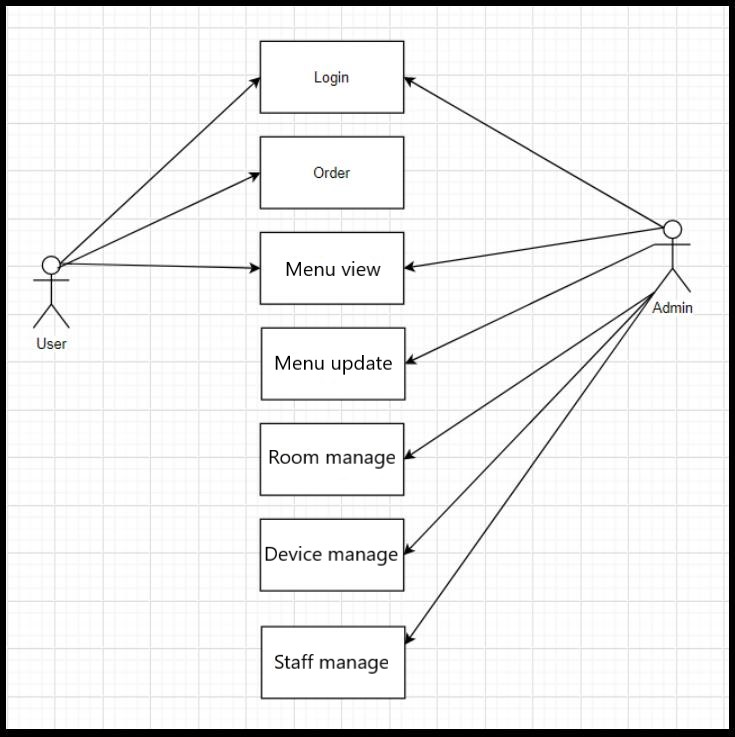 Login
Order
Menu view
User
Admin
Menu update
Room manage
Device manage
Staff manage